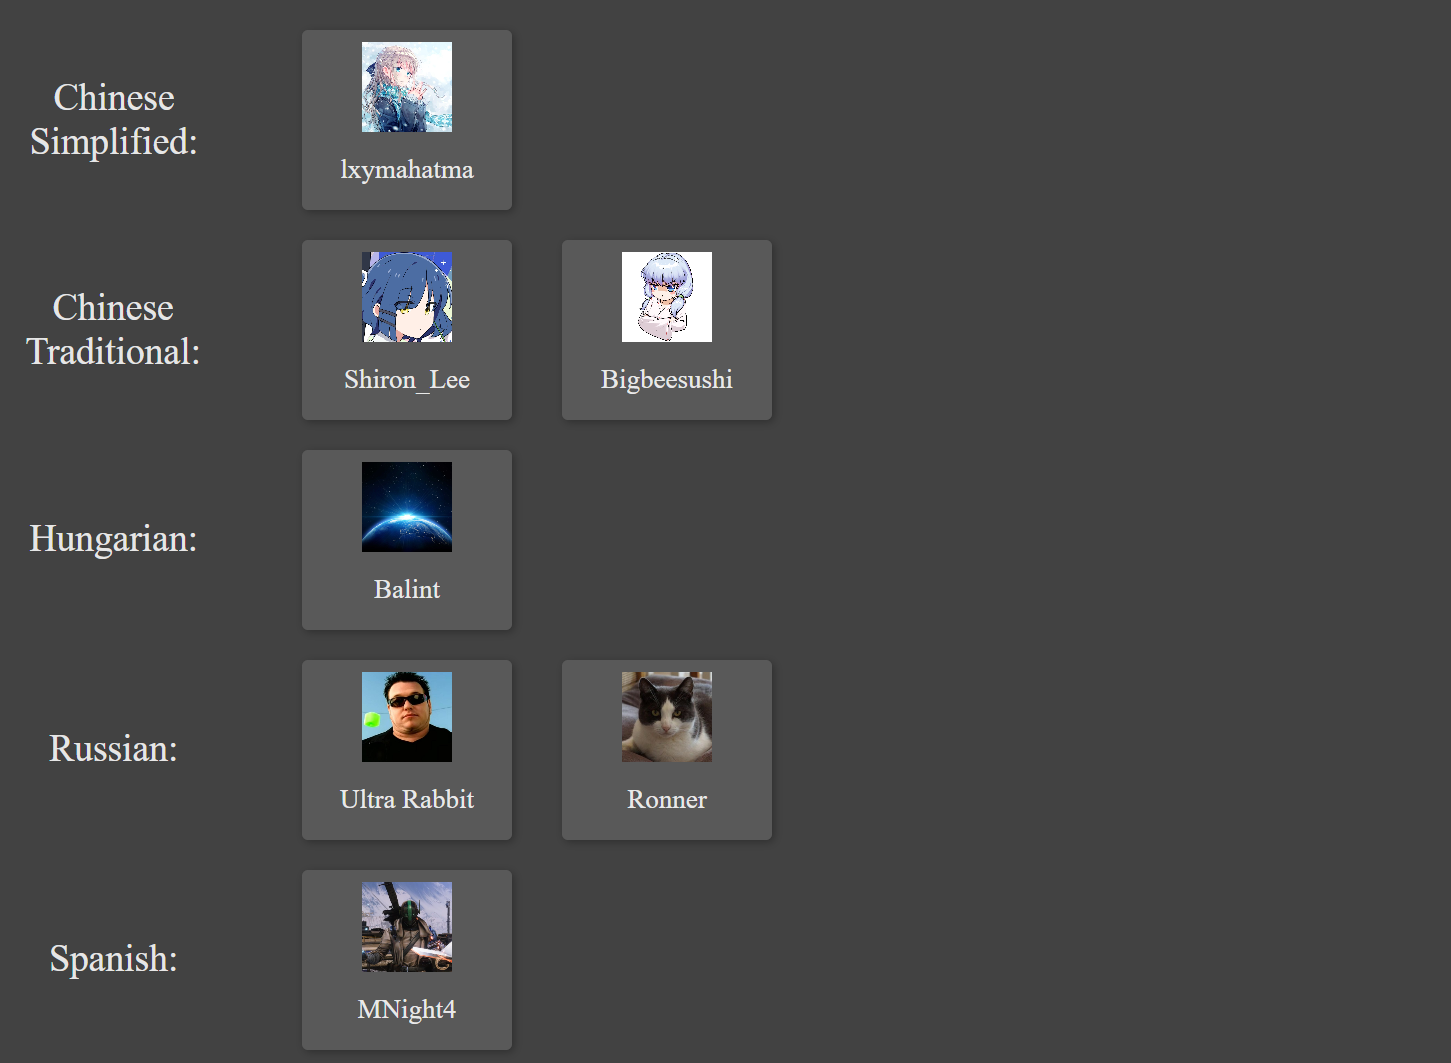 Chinese
Simplified:
lxymahatma
Chinese
Traditional:
Shiron_Lee
Bigbeesushi
Hungarian:
Balint
Russian:
Ultra Rabbit
Ronner
Spanish:
MNight4